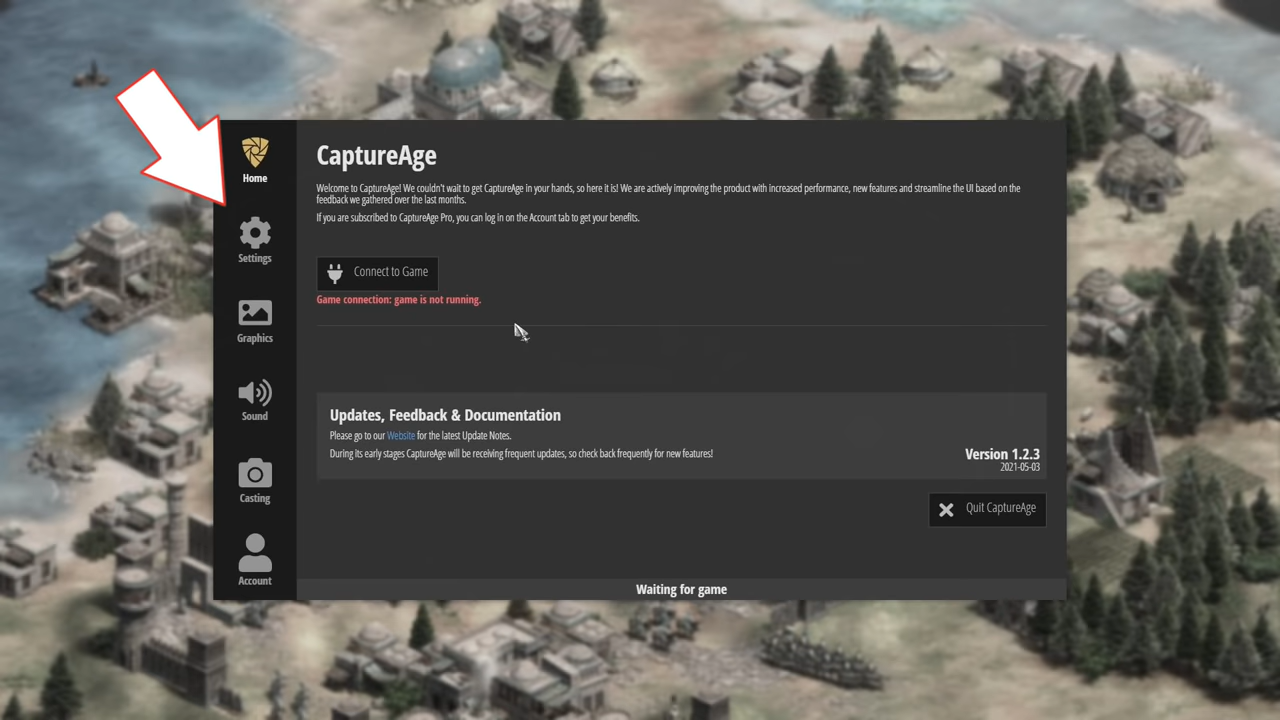 Home
Settings
Graphics
Sound
Casting
Account
CaptureAge
Welcome to CaptureAge! We couldn't wait to get CaptureAge in your hands, so here it is! We are actively improving the product with increased performance, new features and streamline the UI based on the
feedback we gathered over the last months.
If you are subscribed to CaptureAge Pro, you can log in on the Account tab to get your benefits.
Connect to Game
Game connection: game is not running.
Updates, Feedback & Documentation
Please go to our Website for the latest Update Notes.
During its early stages CaptureAge will be receiving frequent updates, so check back frequently for new features!
Version 1.2.3
2021-05-03
Quit CaptureAge
Waiting for game